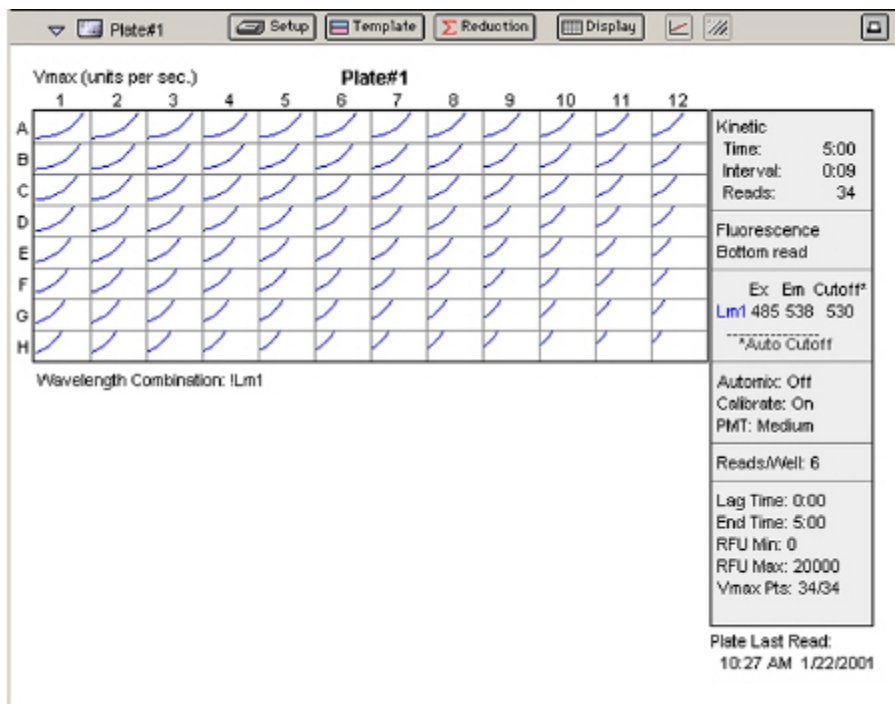 Plate#1 Setup Template Reduction Display
Vmax (units per sec.) Plate#1
1 2 3 4 5 6 7 8 9 10 11 12
A
B
C
D
E
F
G
H
Wavelength Combination: !Lm1
Kinetic
Time: 5:00
Interval: 0:09
Reads: 34
Fluorescence
Bottom read
Ex Em Cutoff*
Lm1 485 538 530
*Auto Cutoff
Automix: Off
Calibrate: On
PMT: Medium
Reads/Well: 6
Lag Time: 0:00
End Time: 5:00
RFU Min: 0
RFU Max: 20000
Vmax Pts: 34/34
Plate Last Read:
10:27 AM 1/22/2001